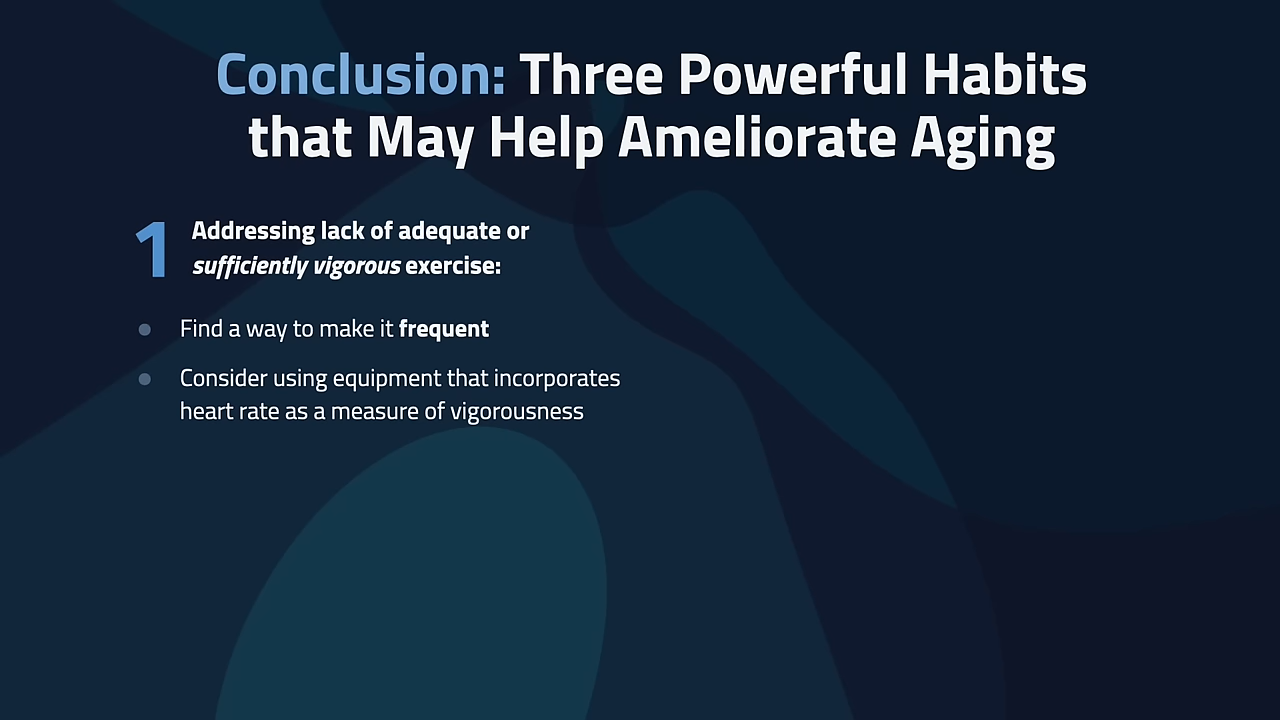 Conclusion: Three Powerful Habits
that May Help Ameliorate Aging
1 Addressing lack of adequate or
sufficiently vigorous exercise:
• Find a way to make it frequent
• Consider using equipment that incorporates
heart rate as a measure of vigorousness